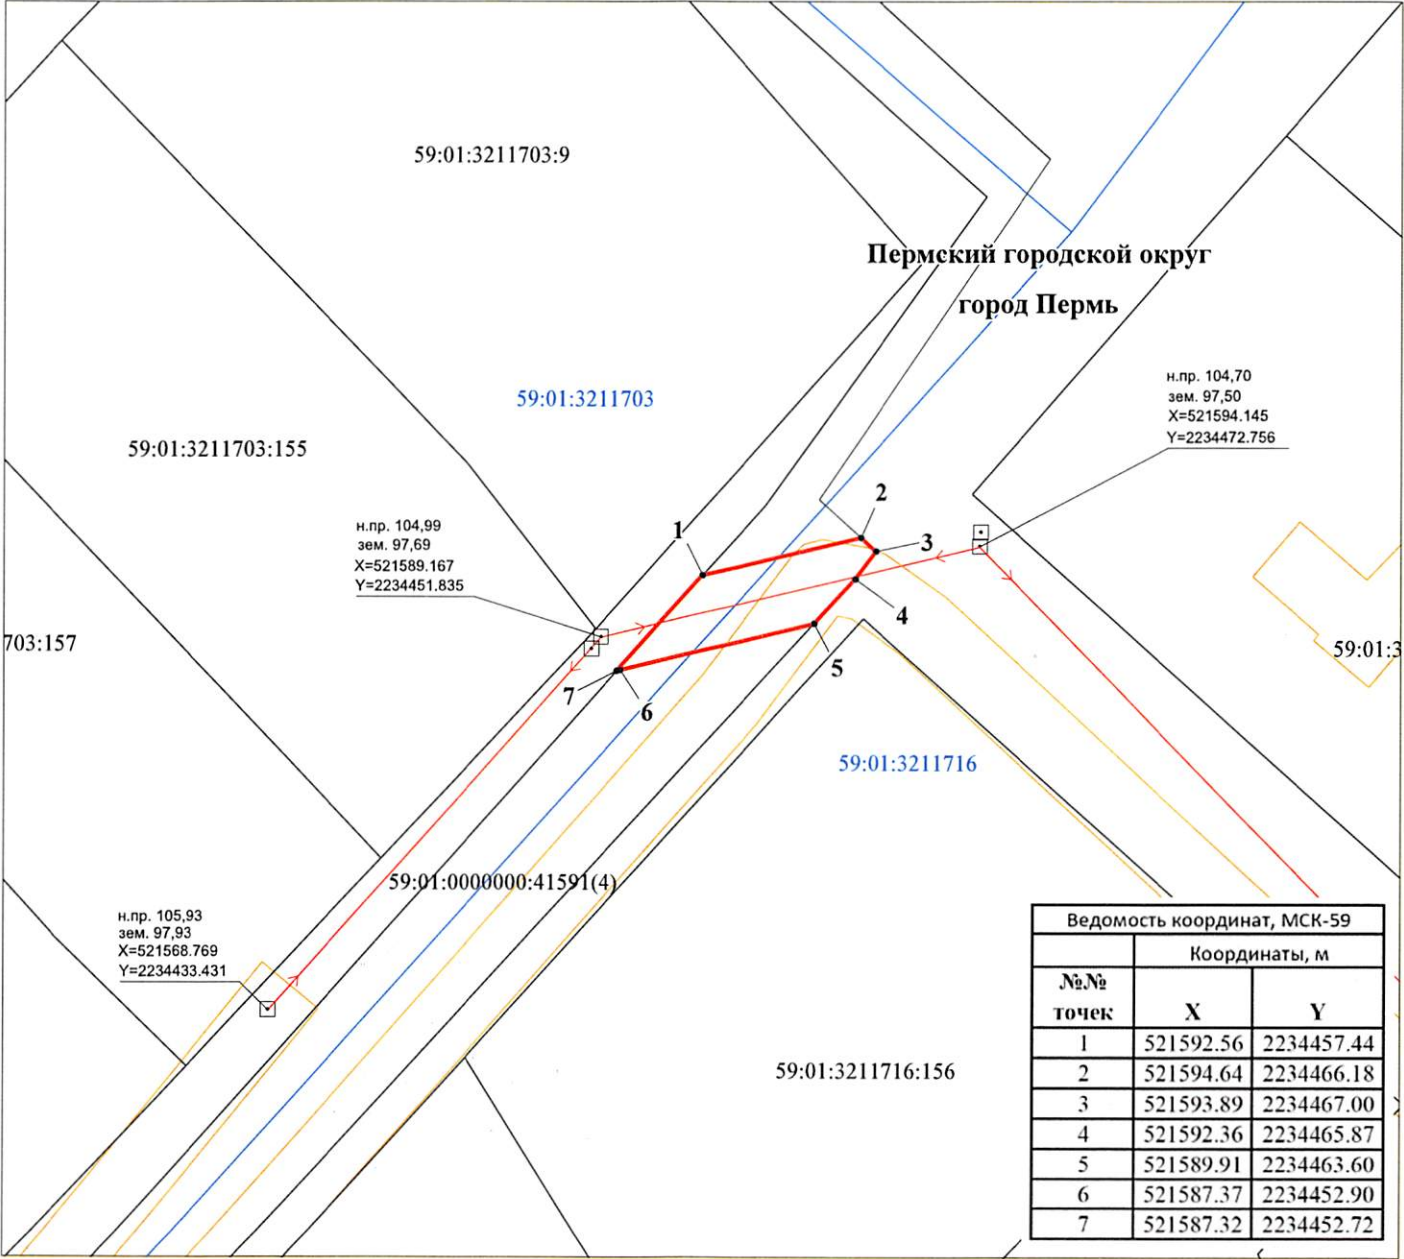 59:01:3211703:9
Пермский городской округ
город Пермь
н.пр. 104,70
зем. 97,50
X=521594.145
Y=2234472.756
59:01:3211703
59:01:3211703:155
н.пр. 104,99
зем. 97,69
X=521589.167
Y=2234451.835
1
2
3
4
5
6
7
703:157
59:01:3
59:01:3211716
59:01:0000000:41591(4)
н.пр. 105,93
зем. 97,93
X=521568.769
Y=2234433.431
59:01:3211716:156
Ведомость координат, МСК-59
Координаты, м
№№
точек X Y
1 521592.56 2234457.44
2 521594.64 2234466.18
3 521593.89 2234467.00
4 521592.36 2234465.87
5 521589.91 2234463.60
6 521587.37 2234452.90
7 521587.32 2234452.72